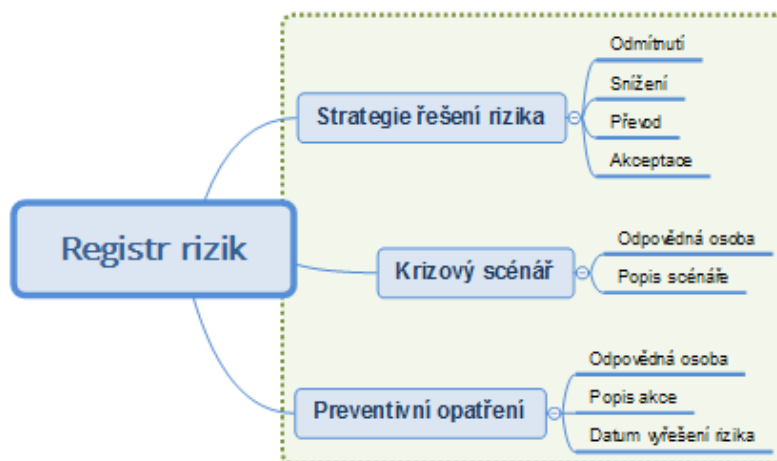 Registr rizik
Strategie řešení rizika
Odmítnutí
Snížení
Převod
Akceptace
Krizový scénář
Odpovědná osoba
Popis scénáře
Preventivní opatření
Odpovědná osoba
Popis akce
Datum vyřešení rizika